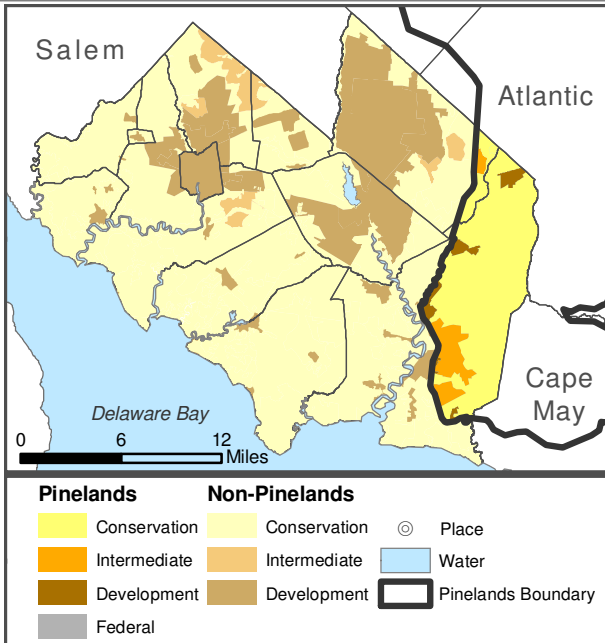 Salem
Atlantic
Cape
May
Delaware Bay
0 6 12
Miles
Pinelands Non-Pinelands
Conservation Conservation Place
Intermediate Intermediate Water
Development Development Pinelands Boundary
Federal